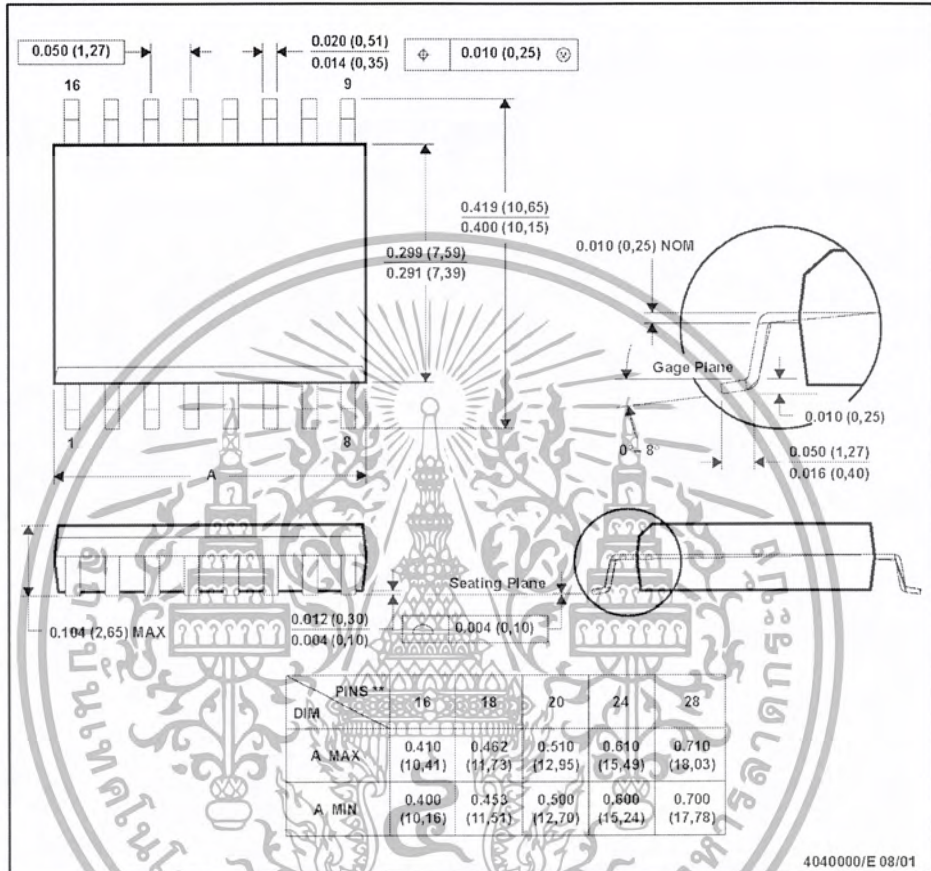 0.050 (1,27)
0.020 (0,51)
0.014 (0,35)
⌖ 0.010 (0,25) Ⓜ
16 9
0.419 (10,65)
0.400 (10,15)
0.299 (7,59)
0.291 (7,39)
0.010 (0,25) NOM
Gage Plane
0.010 (0,25)
1 8
0°– 8°
0.050 (1,27)
0.016 (0,40)
A
Seating Plane
0.104 (2,65) MAX
0.012 (0,30)
0.004 (0,10)
0.004 (0,10)
PINS **
DIM
16 18 20 24 28
A MAX 0.410 0.462 0.510 0.610 0.710
(10,41) (11,73) (12,95) (15,49) (18,03)
A MIN 0.400 0.453 0.500 0.600 0.700
(10,16) (11,51) (12,70) (15,24) (17,78)
4040000/E 08/01